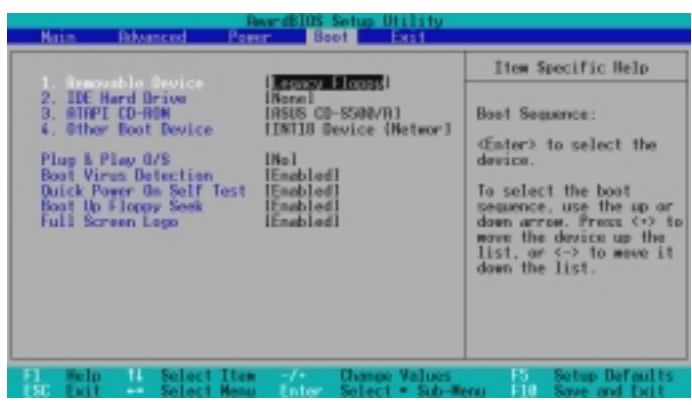 AwardBIOS Setup Utility
Main Advanced Power Boot Exit
1. Removable Device [Legacy Floppy]
2. IDE Hard Drive [None]
3. ATAPI CD-ROM [ASUS CD-S500/A]
4. Other Boot Device [INT18 Device (Networ]
Plug & Play O/S [No]
Boot Virus Detection [Enabled]
Quick Power On Self Test [Enabled]
Boot Up Floppy Seek [Enabled]
Full Screen Logo [Enabled]
Item Specific Help
Boot Sequence:
<Enter> to select the
device.
To select the boot
sequence, use the up or
down arrow. Press <+> to
move the device up the
list, or <-> to move it
down the list.
F1 Help ↑↓ Select Item -/+ Change Values F5 Setup Defaults
ESC Exit ←→ Select Menu Enter Select ▸ Sub-Menu F10 Save and Exit